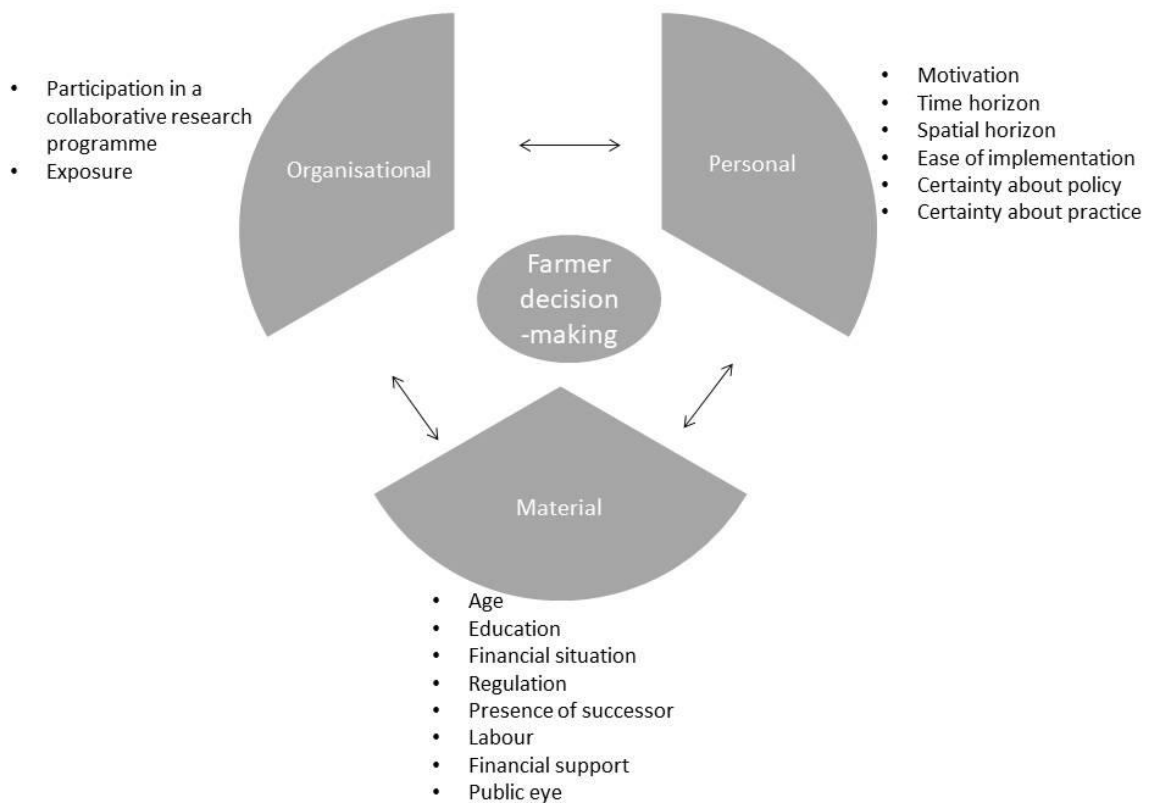 • Participation in a
collaborative research
programme
• Exposure
Organisational
Personal
• Motivation
• Time horizon
• Spatial horizon
• Ease of implementation
• Certainty about policy
• Certainty about practice
Farmer
decision
-making
Material
• Age
• Education
• Financial situation
• Regulation
• Presence of successor
• Labour
• Financial support
• Public eye